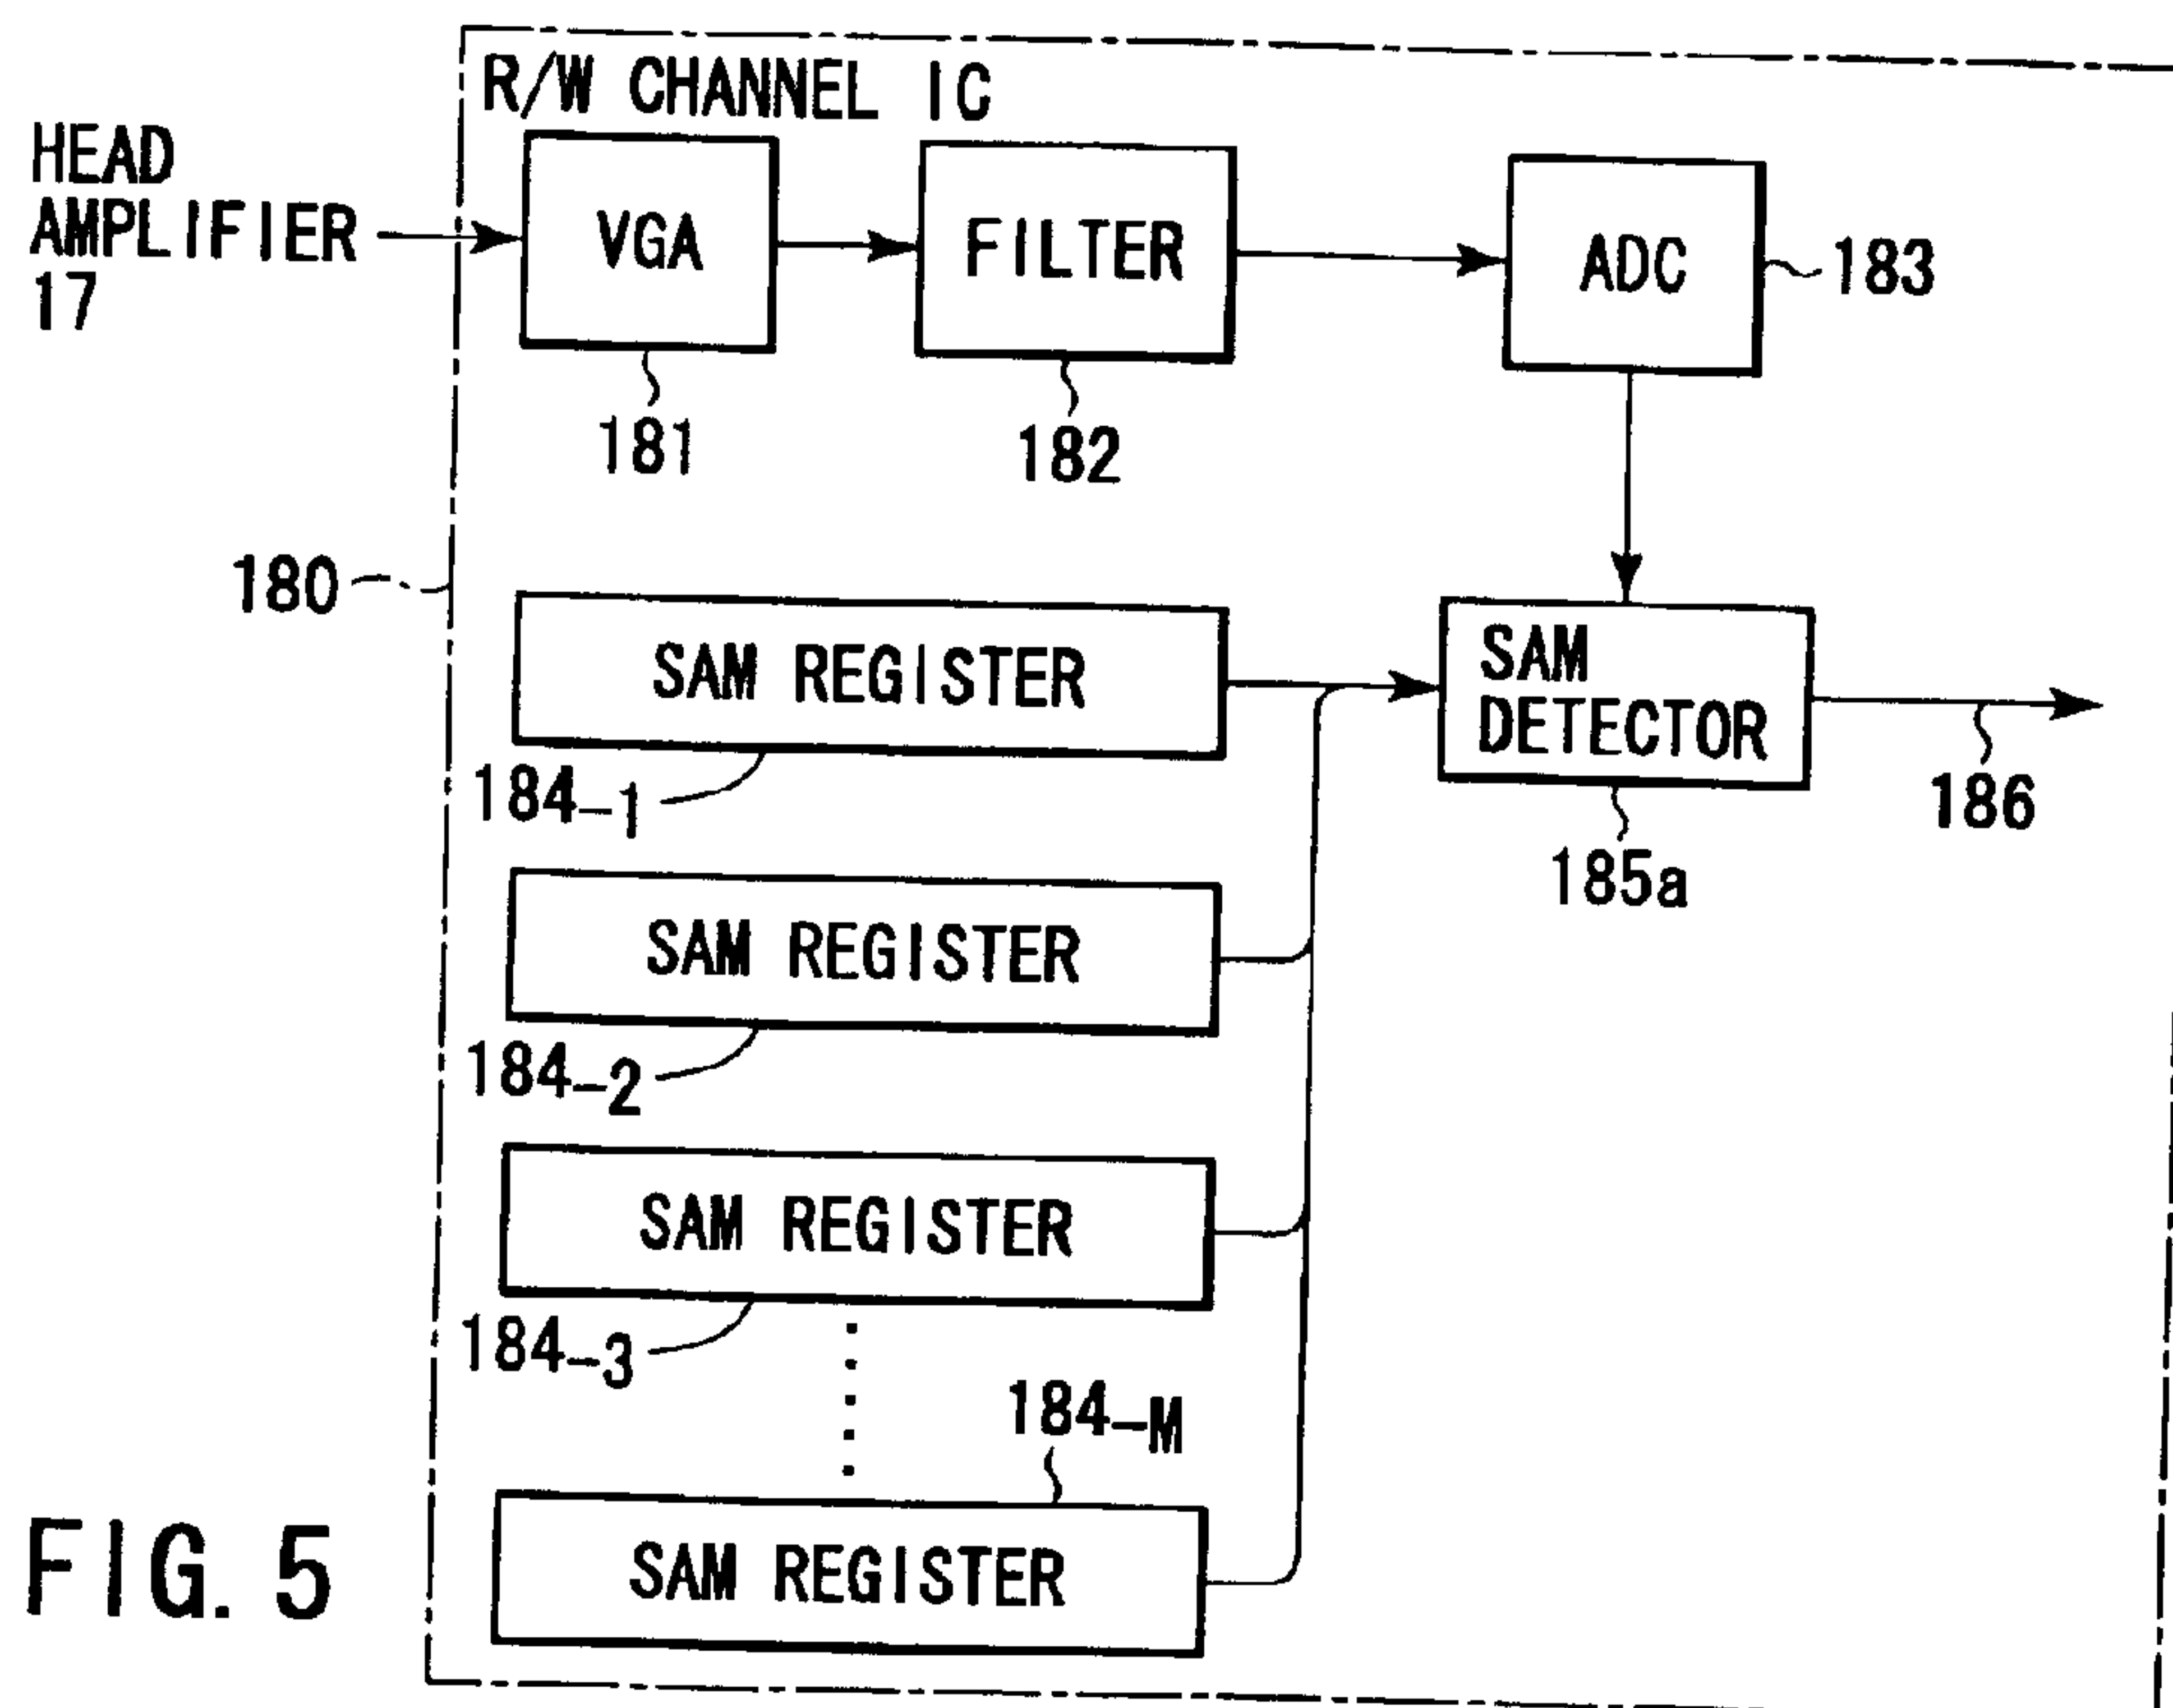 R/W CHANNEL IC
HEAD
AMPLIFIER
17
VGA
FILTER
ADC
183
181
182
180
SAM REGISTER
SAM
DETECTOR
184-1
186
185a
SAM REGISTER
184-2
SAM REGISTER
184-3
184-M
SAM REGISTER
FIG. 5